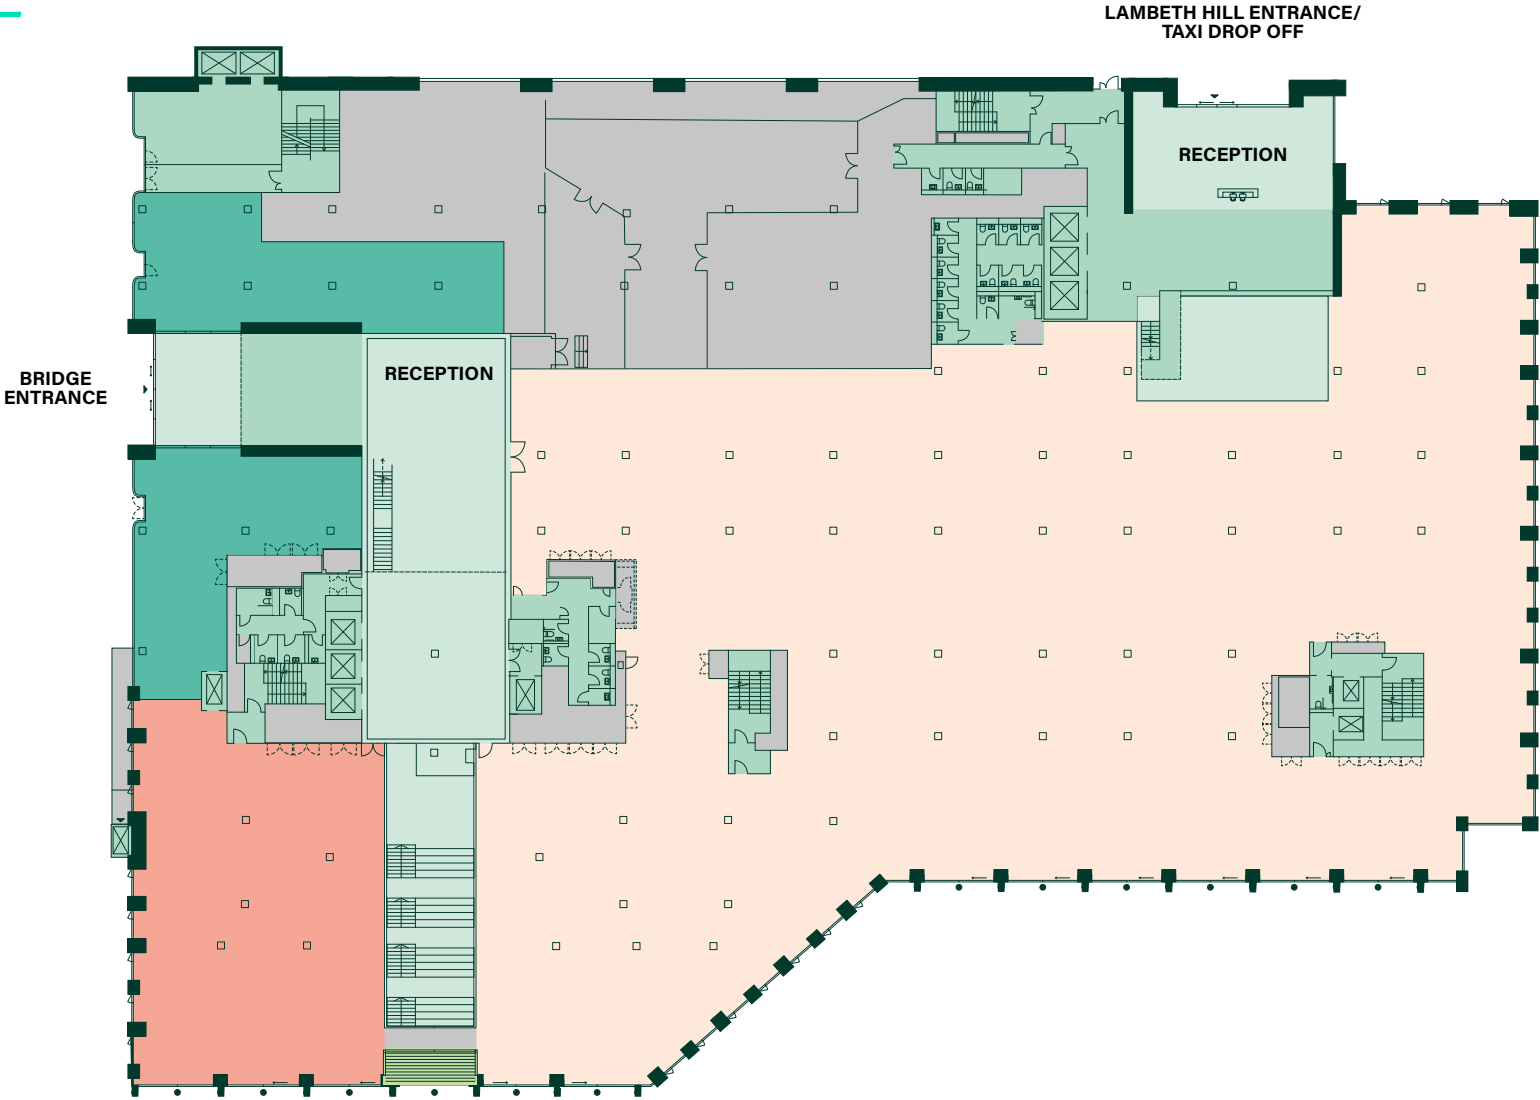 LAMBETH HILL ENTRANCE/
TAXI DROP OFF
RECEPTION
BRIDGE
ENTRANCE
RECEPTION